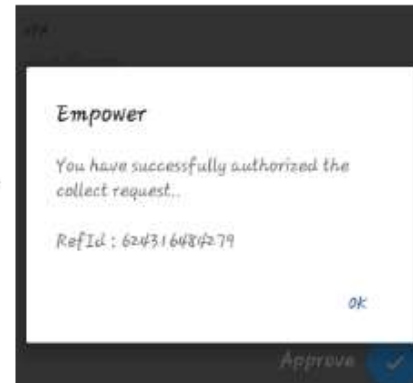 Empower
You have successfully authorized the
collect request..
RefId : 624316484279
OK
Approve